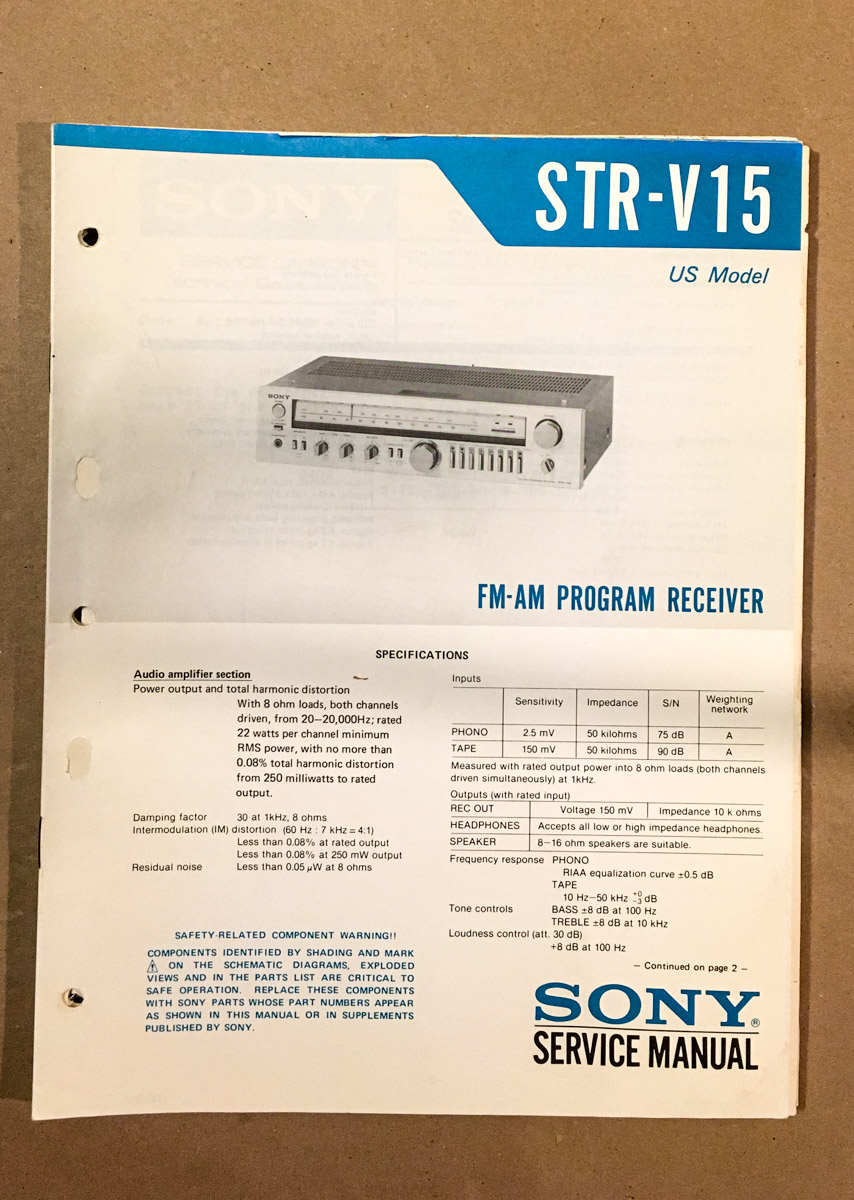 STR-V15
US Model
SONY
FM-AM PROGRAM RECEIVER
SPECIFICATIONS
Audio amplifier section
Power output and total harmonic distortion
With 8 ohm loads, both channels
driven, from 20—20,000Hz; rated
22 watts per channel minimum
RMS power, with no more than
0.08% total harmonic distortion
from 250 milliwatts to rated
output.
Damping factor 30 at 1kHz, 8 ohms
Intermodulation (IM) distortion (60 Hz : 7 kHz = 4:1)
Less than 0.08% at rated output
Less than 0.08% at 250 mW output
Residual noise Less than 0.05 µW at 8 ohms
SAFETY-RELATED COMPONENT WARNING!!
COMPONENTS IDENTIFIED BY SHADING AND MARK
⚠ ON THE SCHEMATIC DIAGRAMS, EXPLODED
VIEWS AND IN THE PARTS LIST ARE CRITICAL TO
SAFE OPERATION. REPLACE THESE COMPONENTS
WITH SONY PARTS WHOSE PART NUMBERS APPEAR
AS SHOWN IN THIS MANUAL OR IN SUPPLEMENTS
PUBLISHED BY SONY.
Inputs
Sensitivity Impedance S/N Weighting network
PHONO 2.5 mV 50 kilohms 75 dB A
TAPE 150 mV 50 kilohms 90 dB A
Measured with rated output power into 8 ohm loads (both channels
driven simultaneously) at 1kHz.
Outputs (with rated input)
REC OUT Voltage 150 mV Impedance 10 k ohms
HEADPHONES Accepts all low or high impedance headphones.
SPEAKER 8–16 ohm speakers are suitable.
Frequency response PHONO
RIAA equalization curve ±0.5 dB
TAPE
10 Hz–50 kHz +0 −3 dB
Tone controls BASS ±8 dB at 100 Hz
TREBLE ±8 dB at 10 kHz
Loudness control (att. 30 dB)
+8 dB at 100 Hz
— Continued on page 2 —
SONY®
SERVICE MANUAL